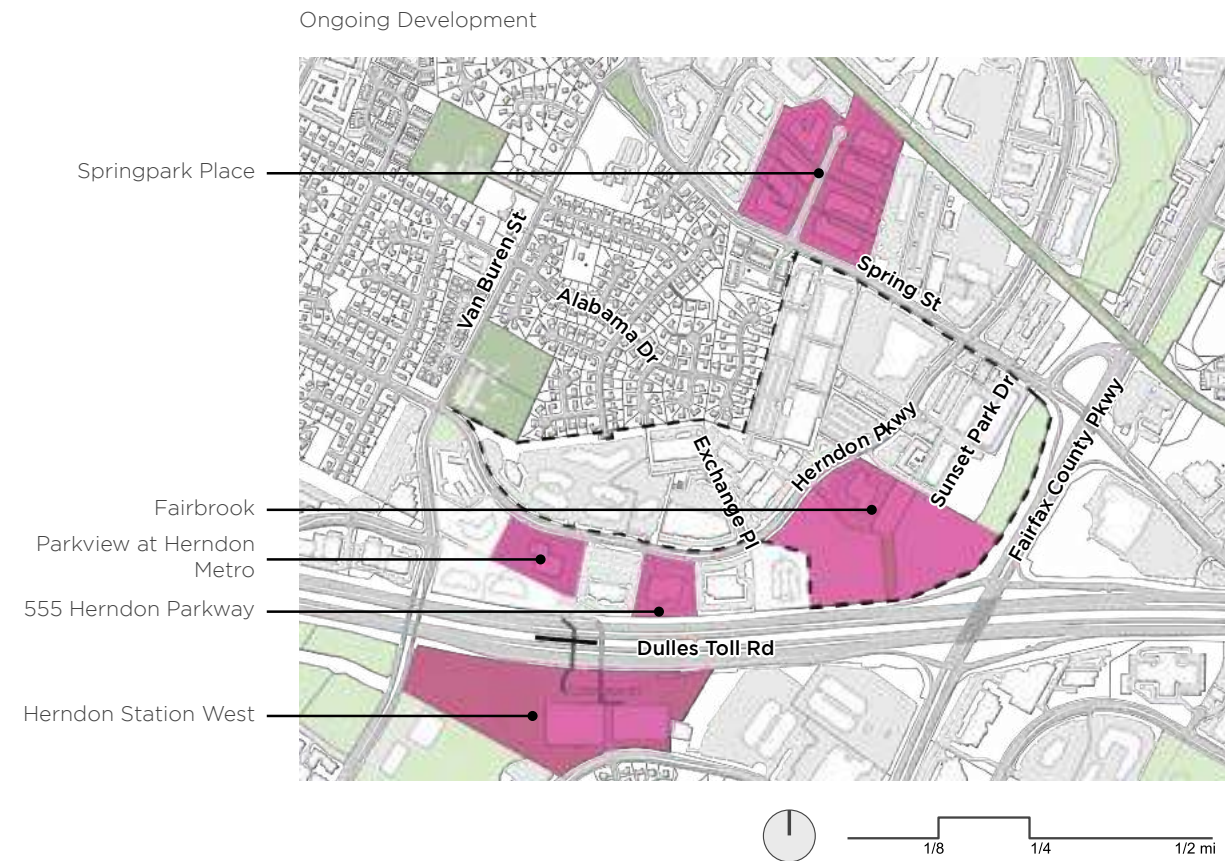 Ongoing Development
Springpark Place
Van Buren St
Alabama Dr
Spring St
Sunset Park Dr
Fairfax County Pkwy
Herndon Pkwy
Exchange Pl
Fairbrook
Parkview at Herndon
Metro
555 Herndon Parkway
Dulles Toll Rd
Herndon Station West
1/8
1/4
1/2 mi